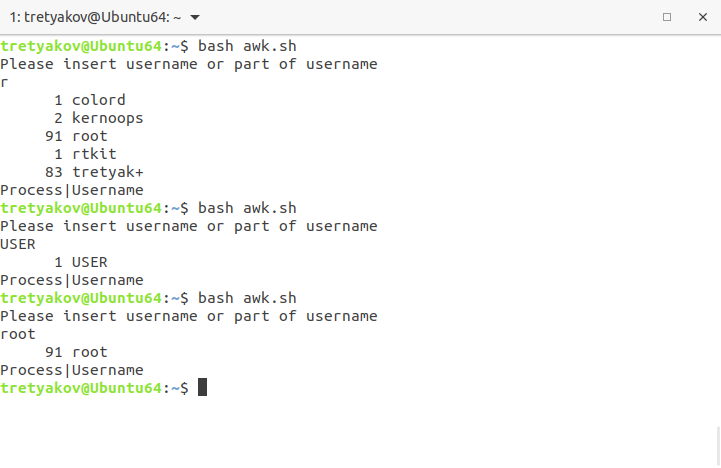 1: tretyakov@Ubuntu64: ~
tretyakov@Ubuntu64:~$ bash awk.sh
Please insert username or part of username
r
      1 colord
      2 kernoops
     91 root
      1 rtkit
     83 tretyak+
Process|Username
tretyakov@Ubuntu64:~$ bash awk.sh
Please insert username or part of username
USER
      1 USER
Process|Username
tretyakov@Ubuntu64:~$ bash awk.sh
Please insert username or part of username
root
     91 root
Process|Username
tretyakov@Ubuntu64:~$